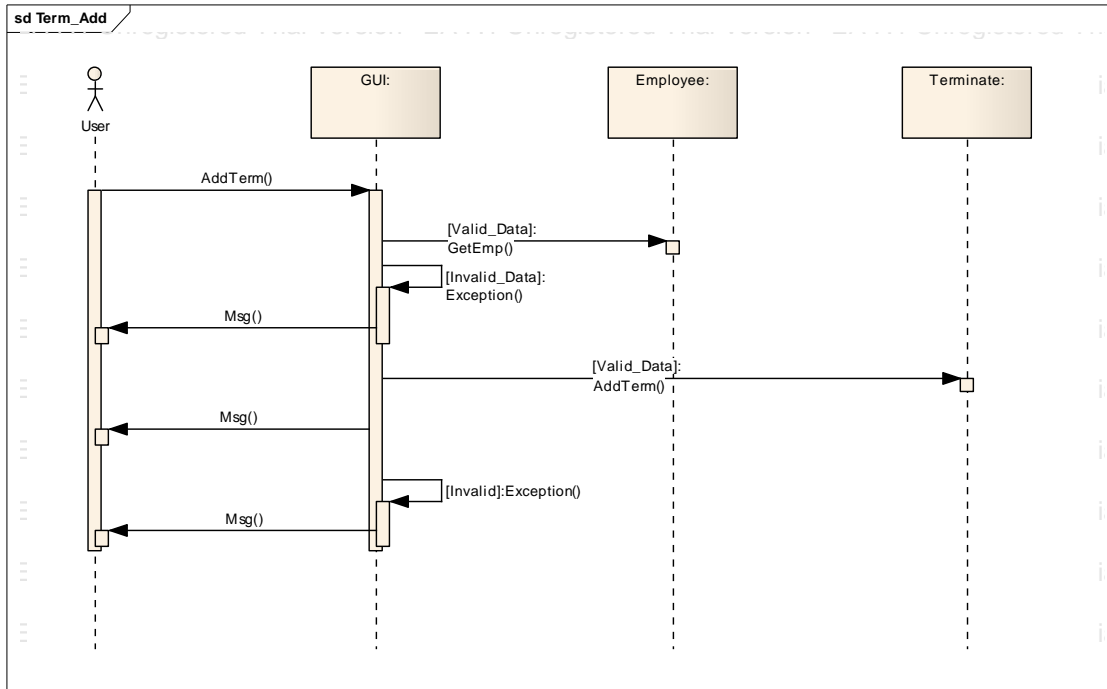 sd Term_Add
User
GUI:
Employee:
Terminate:
AddTerm()
[Valid_Data]:
GetEmp()
[Invalid_Data]:
Exception()
Msg()
[Valid_Data]:
AddTerm()
Msg()
[Invalid]:Exception()
Msg()